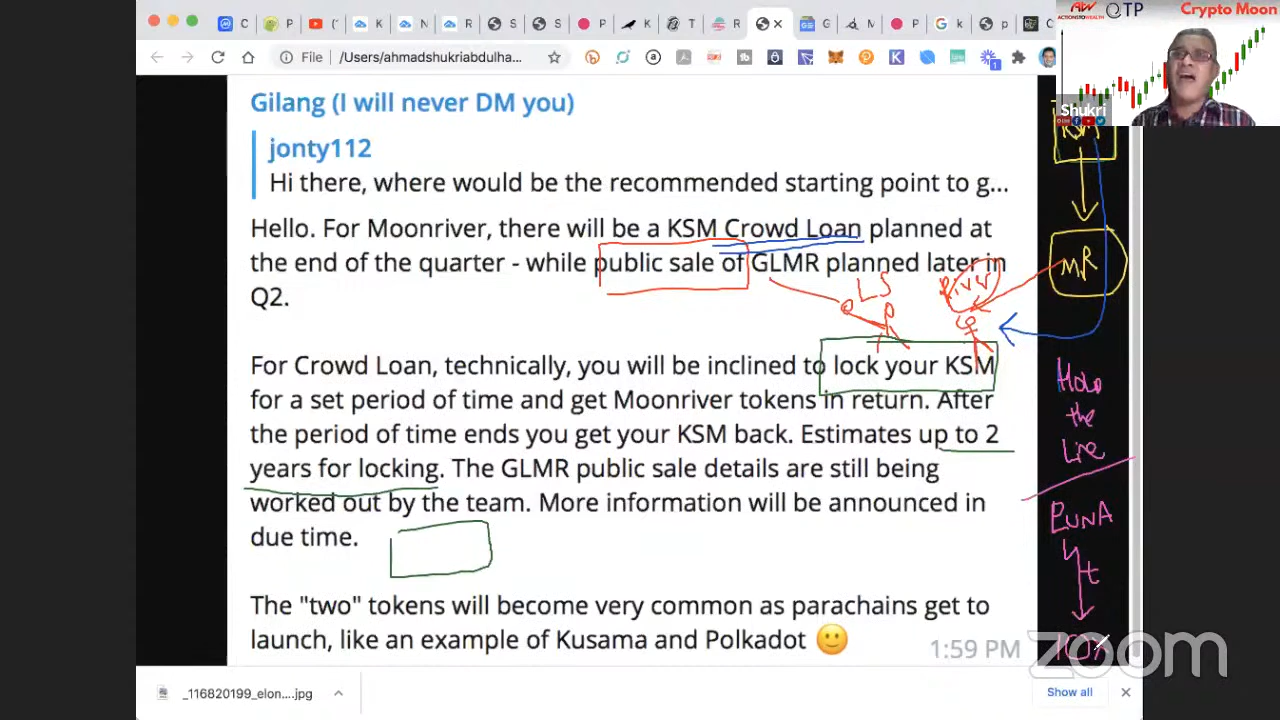 ACTIONSTOWEALTH
OTP
Crypto Moon
File
/Users/ahmadshukriabdulha...
Shukri
Gilang (I will never DM you)
jonty112
Hi there, where would be the recommended starting point to g...
Hello. For Moonriver, there will be a KSM Crowd Loan planned at
the end of the quarter - while public sale of GLMR planned later in
Q2.
For Crowd Loan, technically, you will be inclined to lock your KSM
for a set period of time and get Moonriver tokens in return. After
the period of time ends you get your KSM back. Estimates up to 2
years for locking. The GLMR public sale details are still being
worked out by the team. More information will be announced in
due time.
The "two" tokens will become very common as parachains get to
launch, like an example of Kusama and Polkadot 🙂
1:59 PM
LS
River
KSM
MR
Hold
the
Line
LUNA
zoom
_116820199_elon....jpg
Show all